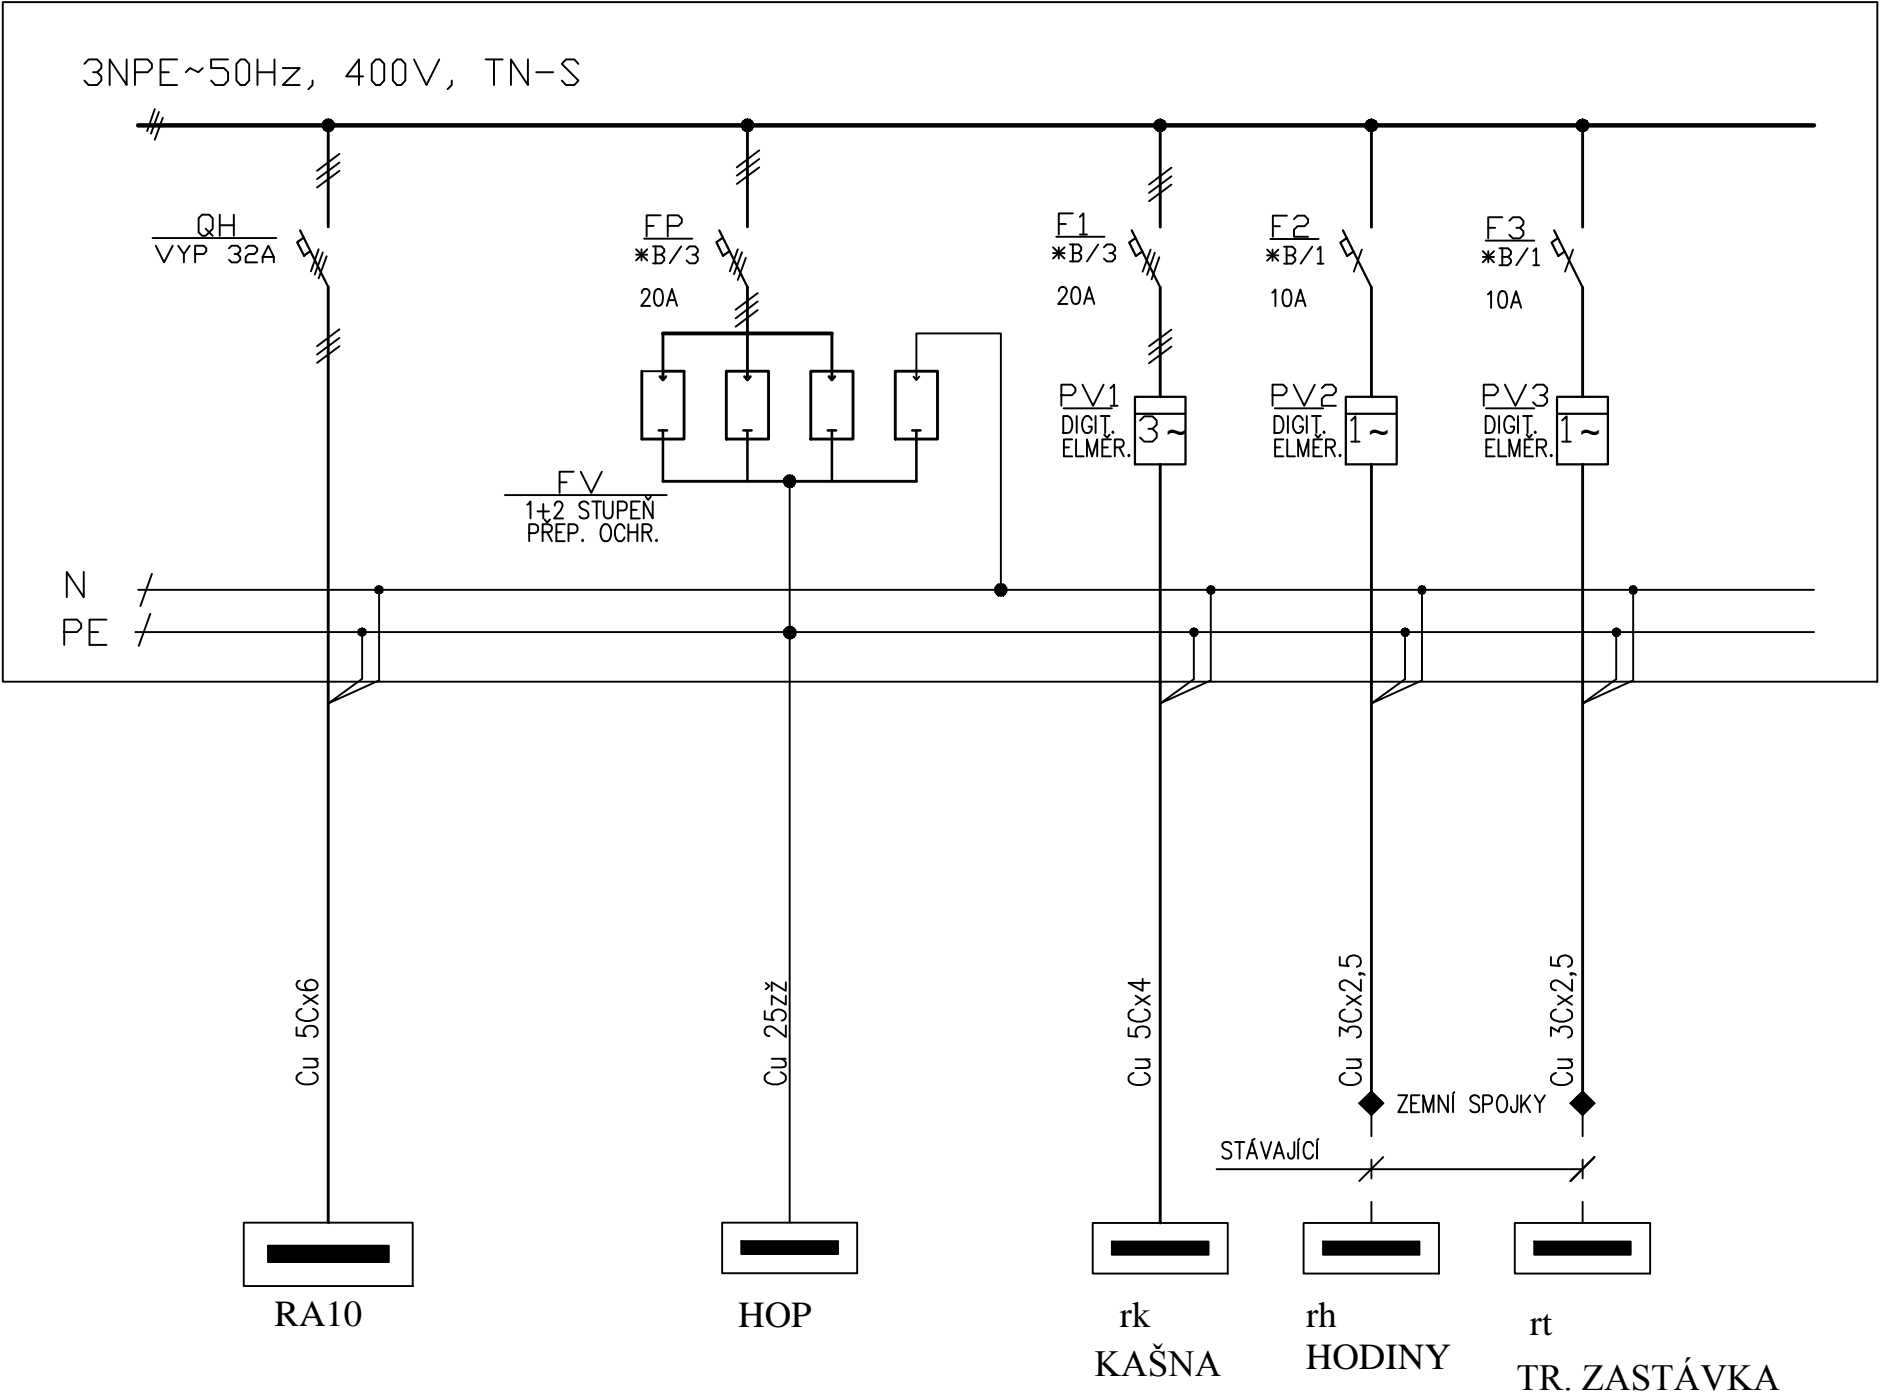 3NPE~50Hz, 400V, TN-S
QH
VYP 32A
FP
*B/3
20A
F1
*B/3
20A
F2
*B/1
10A
F3
*B/1
10A
FV
1+2 STUPEŇ
PŘEP. OCHR.
PV1
DIGIT.
ELMĚR.
3~
PV2
DIGIT.
ELMĚR.
1~
PV3
DIGIT.
ELMĚR.
1~
N
PE
Cu 5Cx6
Cu 25zž
Cu 5Cx4
Cu 3Cx2,5
Cu 3Cx2,5
ZEMNÍ SPOJKY
STÁVAJÍCÍ
RA10
HOP
rk
KAŠNA
rh
HODINY
rt
TR. ZASTÁVKA